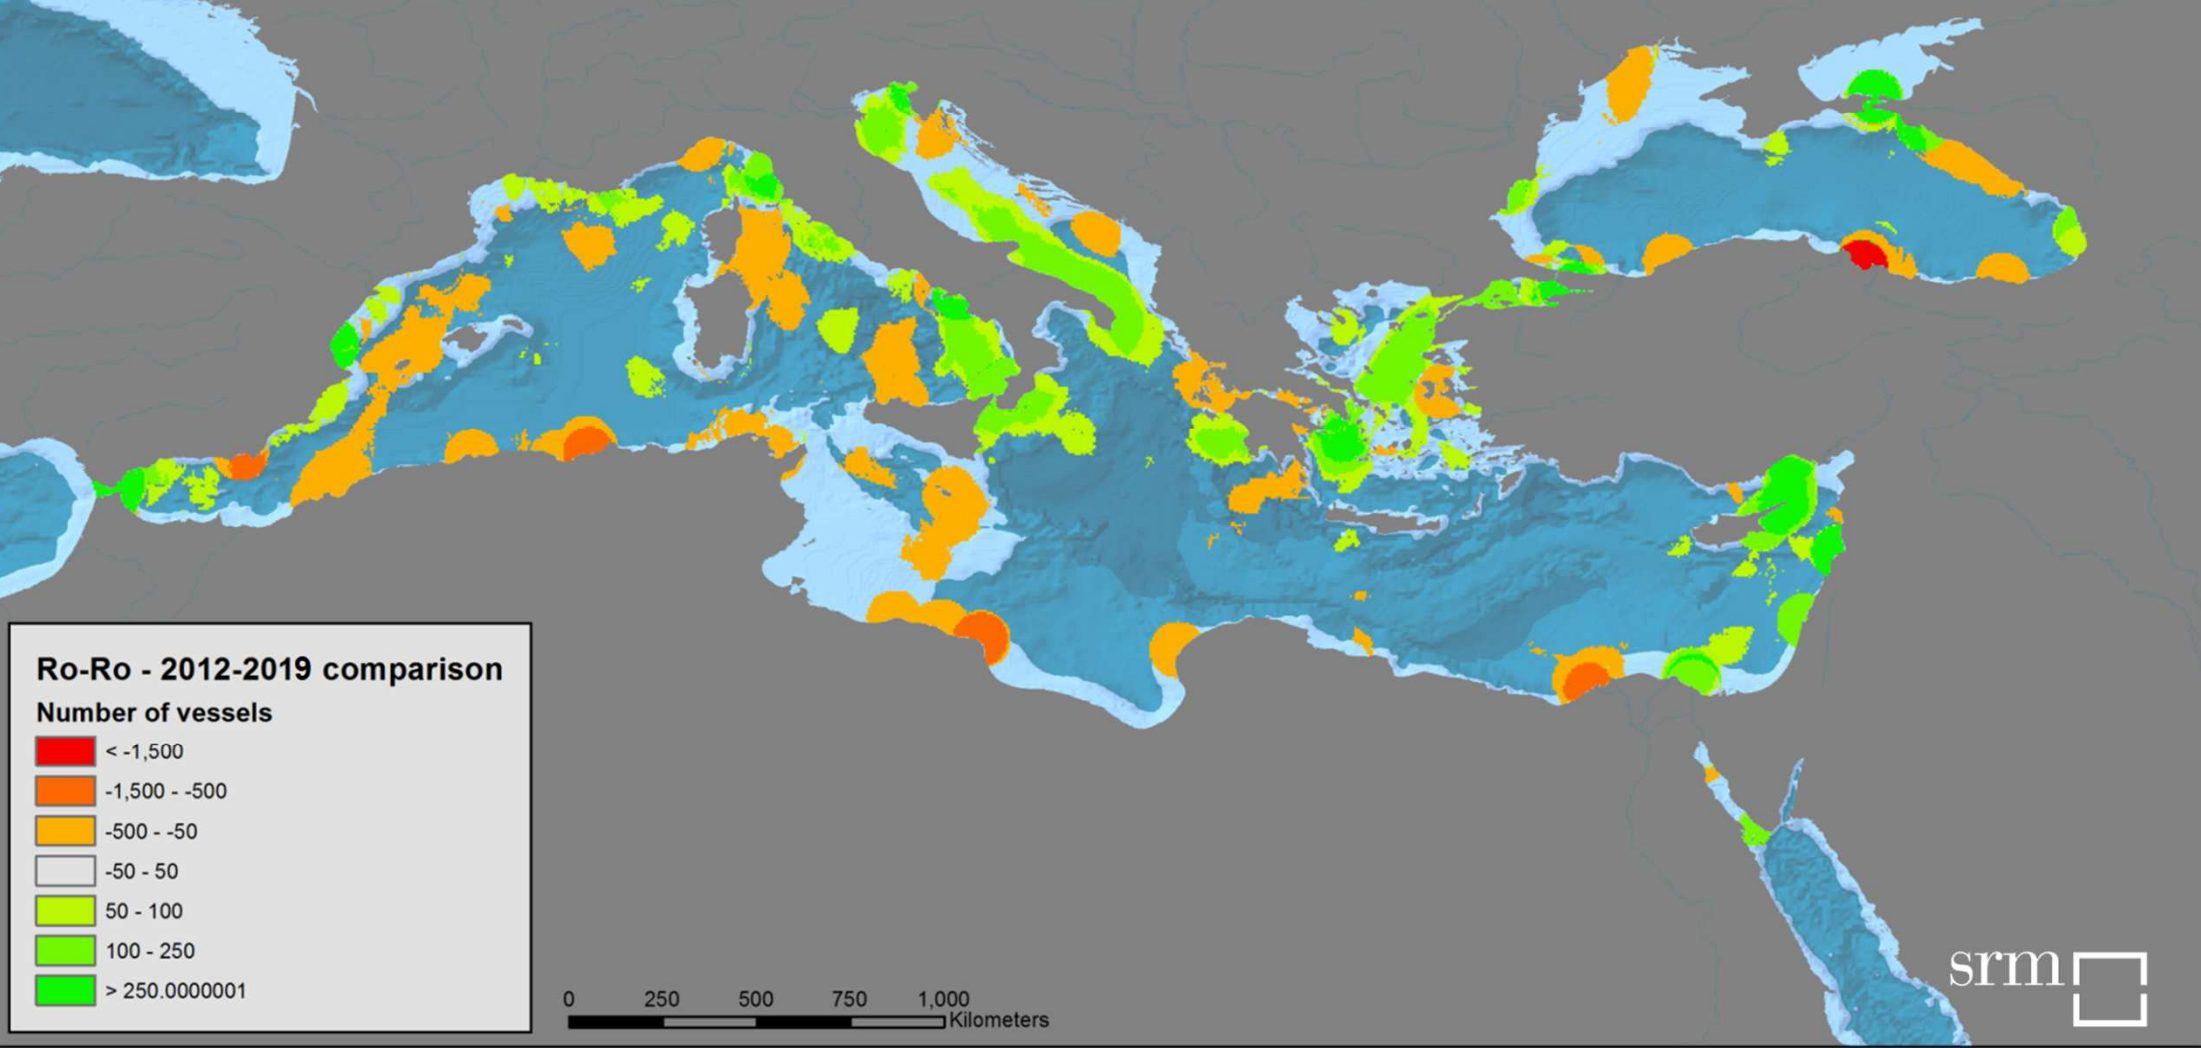 Ro-Ro - 2012-2019 comparison
Number of vessels
< -1,500
-1,500 - -500
-500 - -50
-50 - 50
50 - 100
100 - 250
> 250.0000001
0 250 500 750 1,000
Kilometers
srm